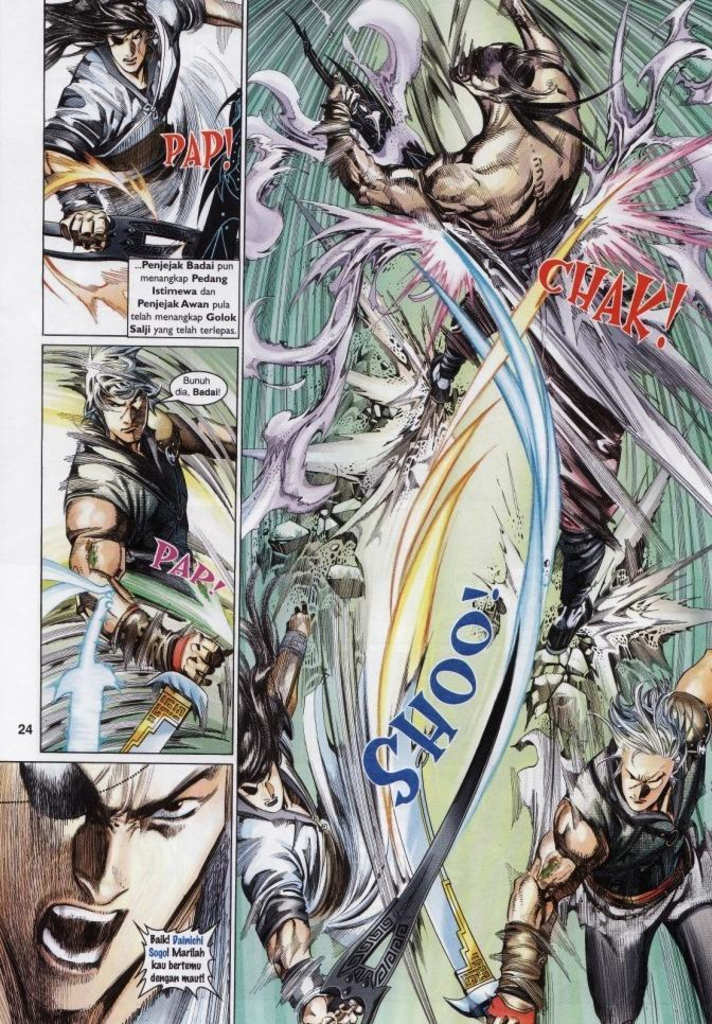 PAP!
...Penjejak Badai pun
menangkap Pedang
Istimewa dan
Penjejak Awan pula
telah menangkap Golok
Salji yang telah terlepas.
CHAK!
Bunuh
dia, Badai!
PAP!
SHOO!
24
Baik! Dainichi
Sogo! Marilah
kau bertemu
dengan maut!